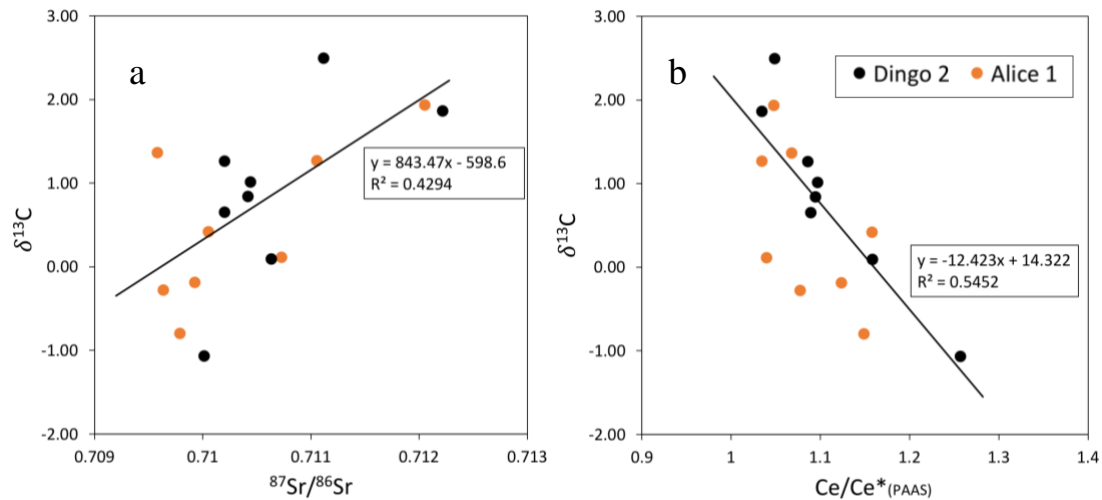 a
3.00
2.00
1.00
0.00
-1.00
-2.00
δ13C
y = 843.47x - 598.6
R² = 0.4294
0.709
0.71
0.711
0.712
0.713
87Sr/86Sr
b
Dingo 2
Alice 1
3.00
2.00
1.00
0.00
-1.00
-2.00
δ13C
y = -12.423x + 14.322
R² = 0.5452
0.9
1
1.1
1.2
1.3
1.4
Ce/Ce*(PAAS)